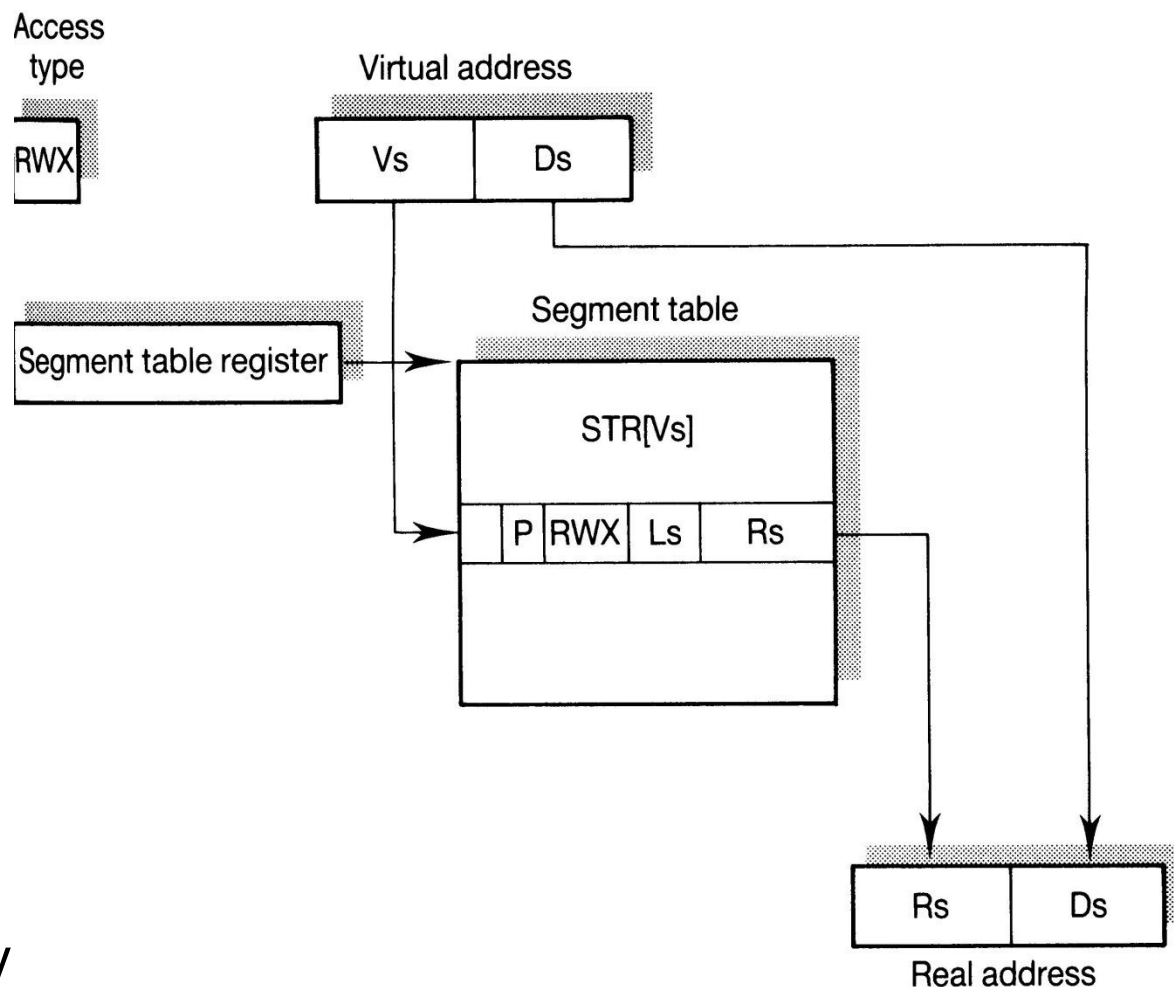 Access
type
Virtual address
RWX
Vs
Ds
Segment table
Segment table register
STR[Vs]
P
RWX
Ls
Rs
Rs
Ds
Real address